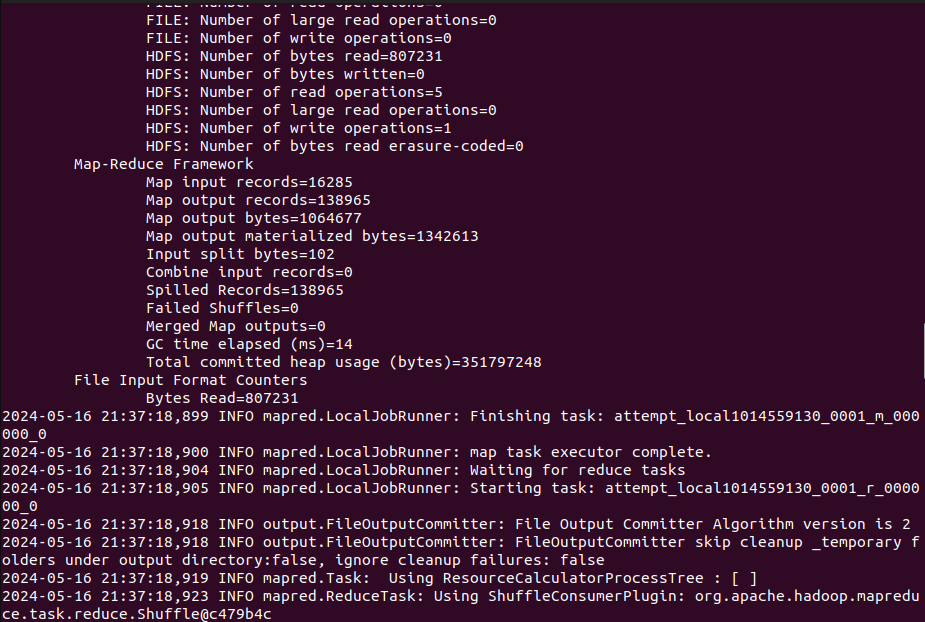 FILE: Number of read operations=0
FILE: Number of large read operations=0
FILE: Number of write operations=0
HDFS: Number of bytes read=807231
HDFS: Number of bytes written=0
HDFS: Number of read operations=5
HDFS: Number of large read operations=0
HDFS: Number of write operations=1
HDFS: Number of bytes read erasure-coded=0
Map-Reduce Framework
Map input records=16285
Map output records=138965
Map output bytes=1064677
Map output materialized bytes=1342613
Input split bytes=102
Combine input records=0
Spilled Records=138965
Failed Shuffles=0
Merged Map outputs=0
GC time elapsed (ms)=14
Total committed heap usage (bytes)=351797248
File Input Format Counters
Bytes Read=807231
2024-05-16 21:37:18,899 INFO mapred.LocalJobRunner: Finishing task: attempt_local1014559130_0001_m_000
000_0
2024-05-16 21:37:18,900 INFO mapred.LocalJobRunner: map task executor complete.
2024-05-16 21:37:18,904 INFO mapred.LocalJobRunner: Waiting for reduce tasks
2024-05-16 21:37:18,905 INFO mapred.LocalJobRunner: Starting task: attempt_local1014559130_0001_r_0000
00_0
2024-05-16 21:37:18,918 INFO output.FileOutputCommitter: File Output Committer Algorithm version is 2
2024-05-16 21:37:18,918 INFO output.FileOutputCommitter: FileOutputCommitter skip cleanup _temporary f
olders under output directory:false, ignore cleanup failures: false
2024-05-16 21:37:18,919 INFO mapred.Task:  Using ResourceCalculatorProcessTree : [ ]
2024-05-16 21:37:18,923 INFO mapred.ReduceTask: Using ShuffleConsumerPlugin: org.apache.hadoop.mapredu
ce.task.reduce.Shuffle@c479b4c